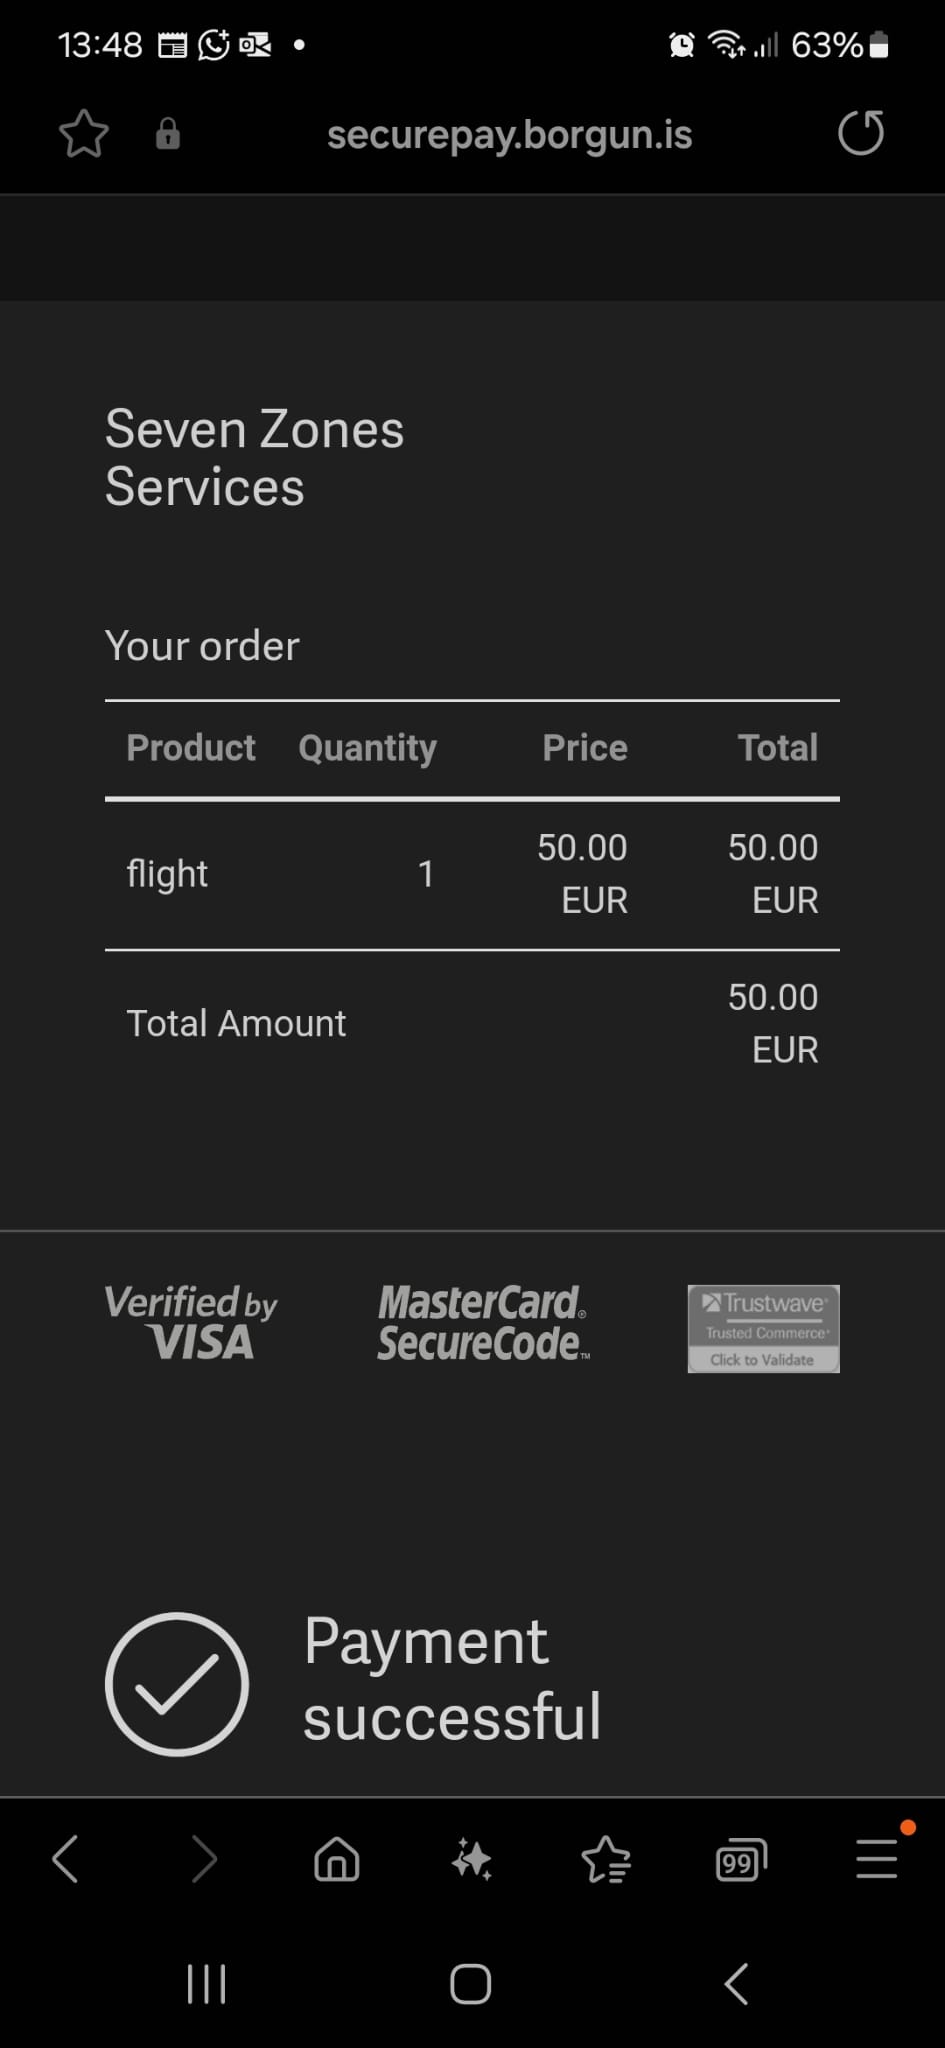 13:48
63%
securepay.borgun.is
Seven Zones
Services
Your order
Product Quantity Price Total
flight 1 50.00 EUR 50.00 EUR
Total Amount 50.00 EUR
Verified by
VISA
MasterCard®
SecureCode™
Trustwave®
Trusted Commerce®
Click to Validate
Payment
successful
99